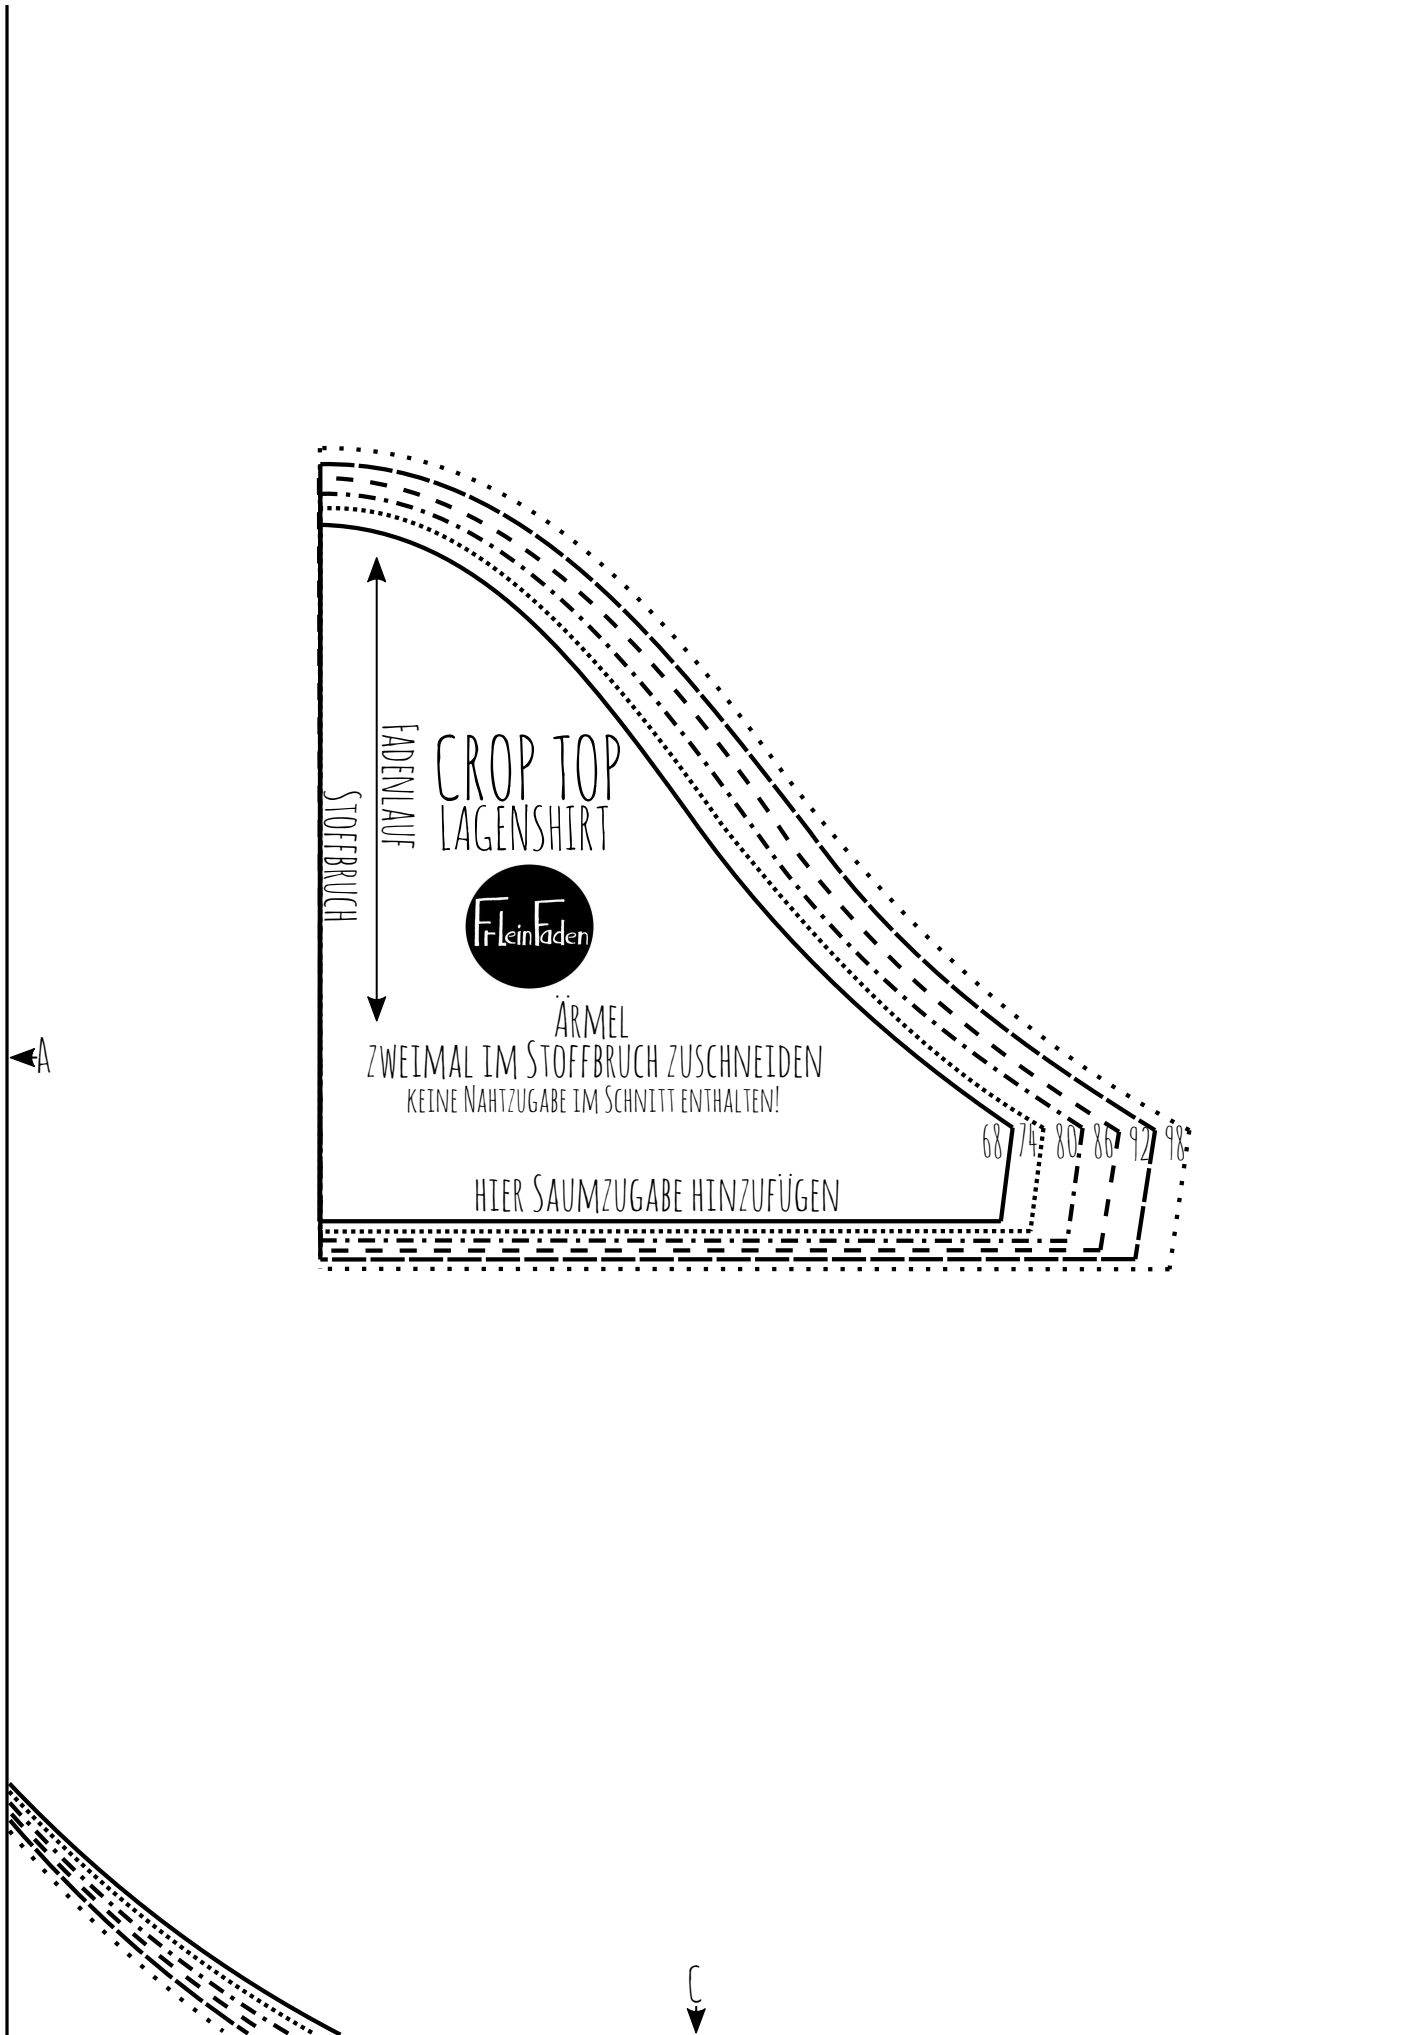 FADENLAUF
STOFFBRUCH
CROP TOP
LAGENSHIRT
FrLeinFaden
ÄRMEL
ZWEIMAL IM STOFFBRUCH ZUSCHNEIDEN
KEINE NAHTZUGABE IM SCHNITT ENTHALTEN!
A
68 74 80 86 92 98
HIER SAUMZUGABE HINZUFÜGEN
C